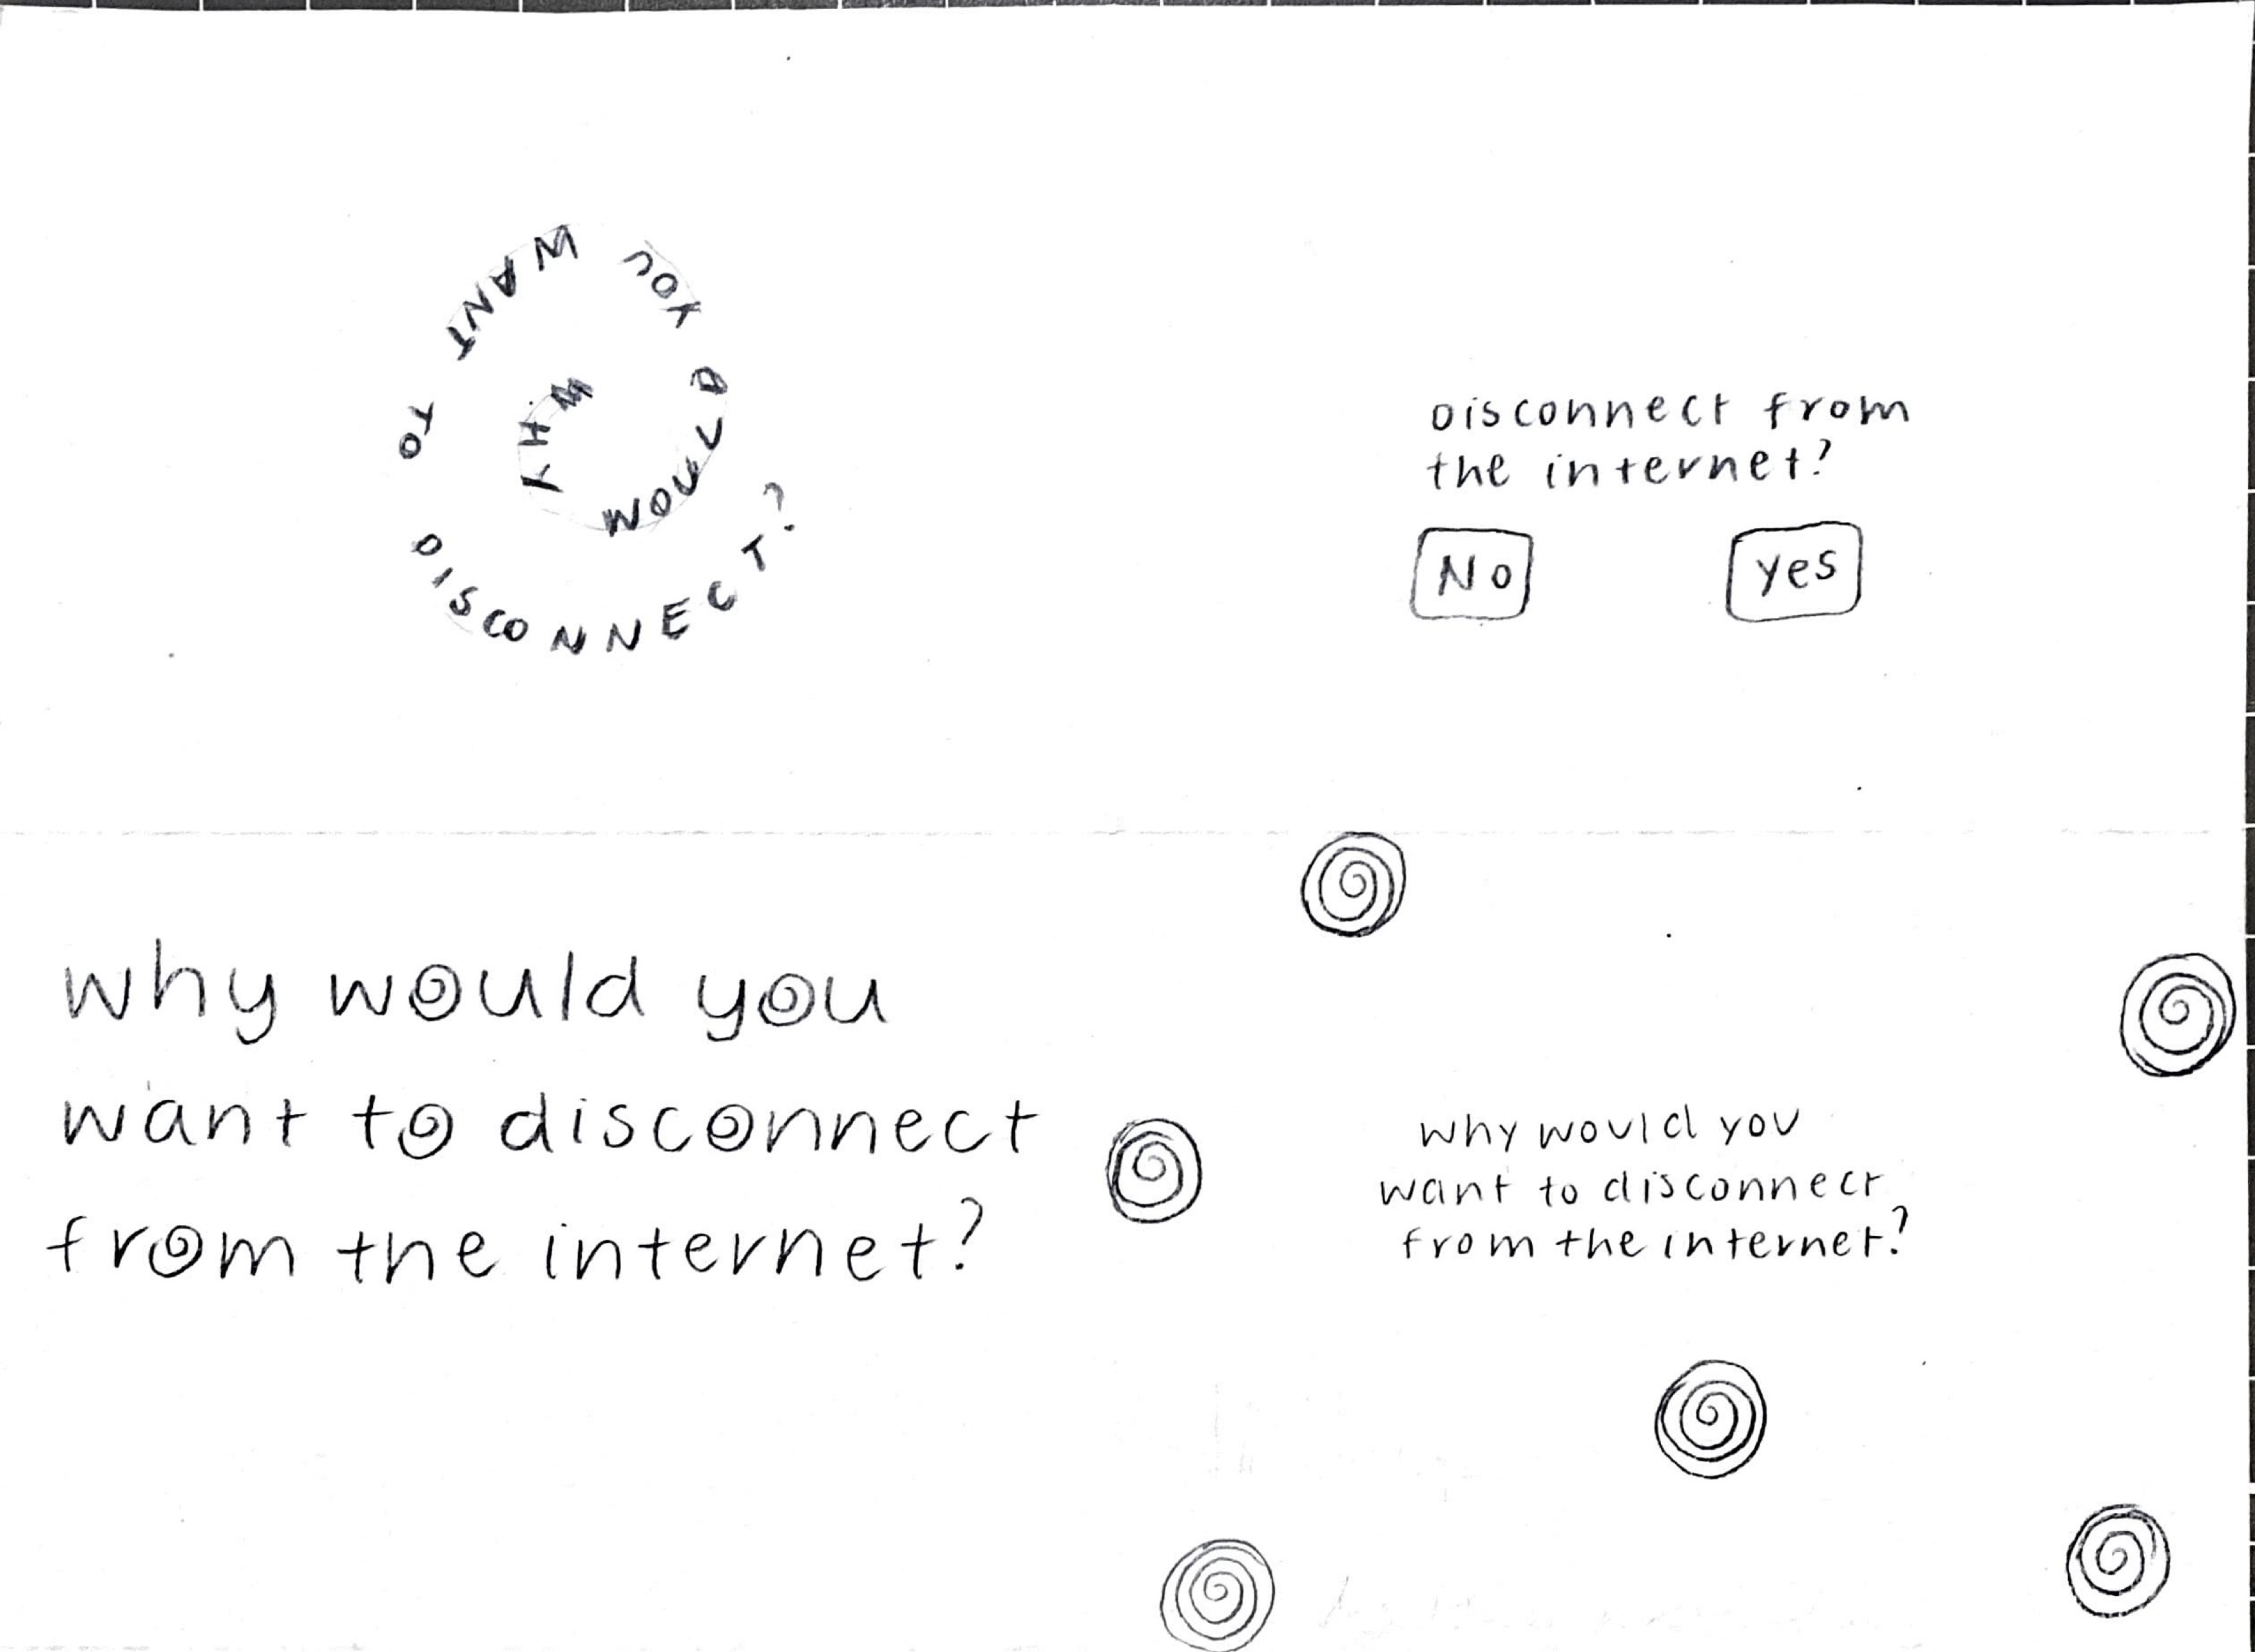 WHY WOULD YOU WANT TO DISCONNECT?
Disconnect from
the internet?
No
Yes
why would you
want to disconnect
from the internet?
why would you
want to disconnect
from the internet?